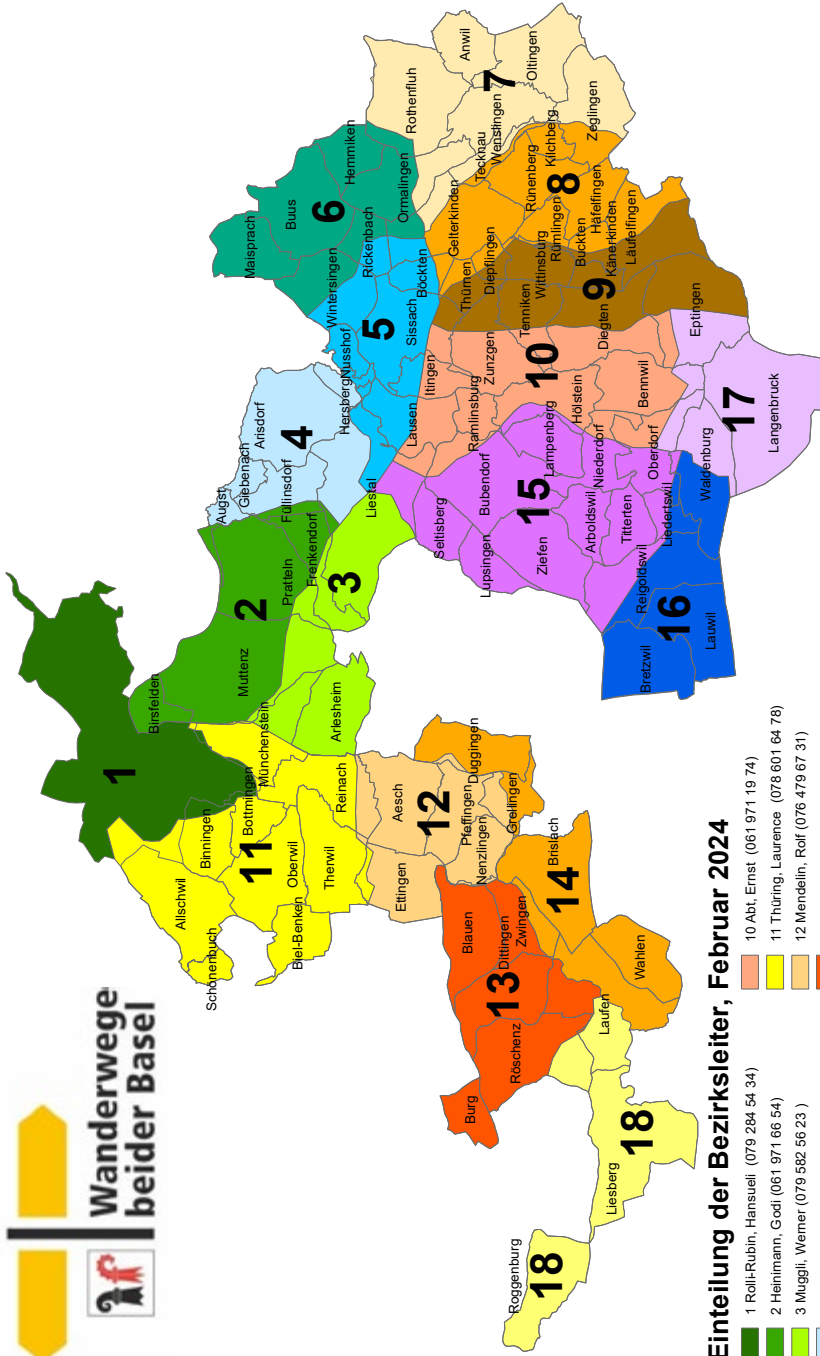 Wanderwege
beider Basel
1
Birsfelden
2
Muttenz
Pratteln
Frenkendorf
3
Arlesheim
Augst
Giebenach
Füllinsdorf
Arisdorf
4
Hersberg
Liestal
Nusshof
Wintersingen
5
Sissach
Böckten
Itingen
Lausen
Maisprach
Buus
6
Hemmiken
Rickenbach
Ormalingen
Rothenfluh
Anwil
7
Oltingen
Wenslingen
Tecknau
Zeglingen
Gelterkinden
Rünenberg
Kilchberg
8
Rümlingen
Häfelfingen
Buckten
Känerkinden
Läufelfingen
Thürnen
Diepflingen
Tenniken
Wittinsburg
9
Diegten
Eptingen
Zunzgen
10
Ramlinsburg
Hölstein
Bennwil
Lampenberg
Niederdorf
Oberdorf
Seltisberg
Bubendorf
Lupsingen
15
Ziefen
Arboldswil
Titterten
Reigoldswil
Liedertswil
Waldenburg
16
Bretzwil
Lauwil
17
Langenbruck
Schönenbuch
Allschwil
Binningen
Bottmingen
Münchenstein
11
Oberwil
Therwil
Reinach
Biel-Benken
Ettingen
Aesch
12
Pfeffingen
Nenzlingen
Duggingen
Grellingen
Blauen
Dittingen
Zwingen
13
Röschenz
Burg
Brislach
14
Wahlen
Laufen
Liesberg
18
Roggenburg
18
Einteilung der Bezirksleiter, Februar 2024
1 Rolli-Rubin, Hansueli (079 284 54 34)
2 Heinimann, Godi (061 971 66 54)
3 Muggli, Werner (079 582 56 23 )
10 Abt, Ernst (061 971 19 74)
11 Thüring, Laurence (078 601 64 78)
12 Mendelin, Rolf (076 479 67 31)